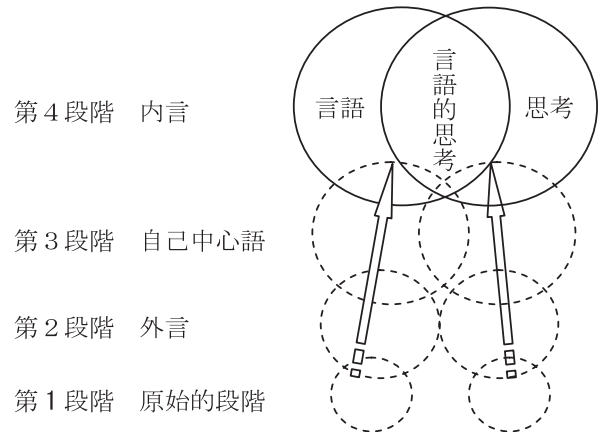 第４段階　内言
言語
言語的思考
思考
第３段階　自己中心語
第２段階　外言
第１段階　原始的段階